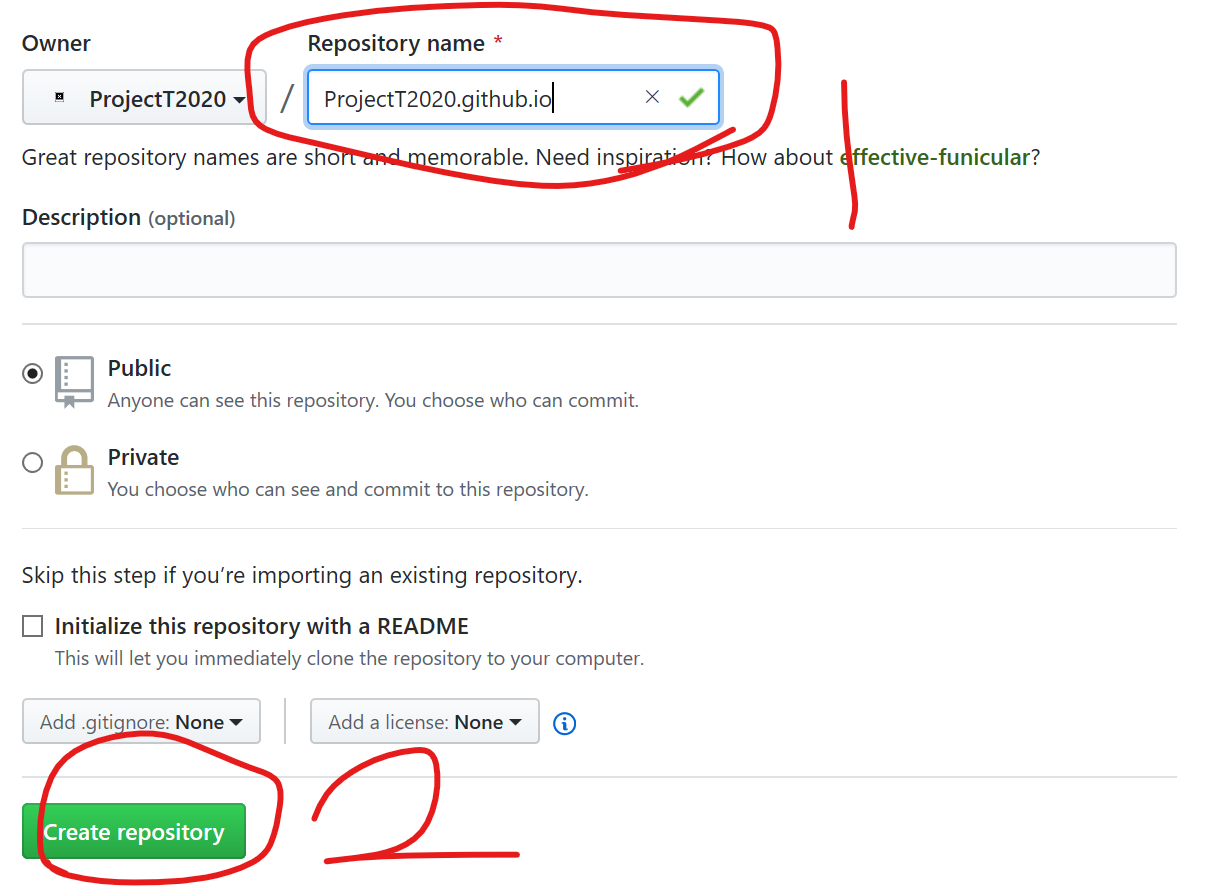 Owner Repository name *
ProjectT2020 / ProjectT2020.github.io
1
Great repository names are short and memorable. Need inspiration? How about effective-funicular?
Description (optional)
Public
Anyone can see this repository. You choose who can commit.
Private
You choose who can see and commit to this repository.
Skip this step if you’re importing an existing repository.
Initialize this repository with a README
This will let you immediately clone the repository to your computer.
Add .gitignore: None Add a license: None
Create repository 2